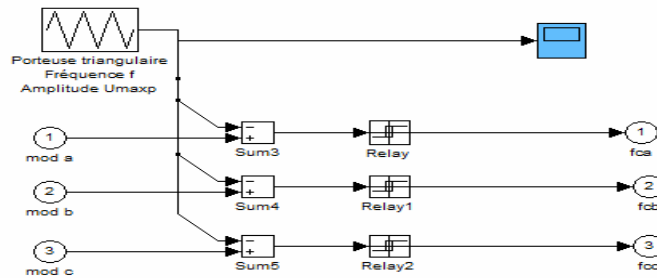 Porteuse triangulaire
Fréquence f
Amplitude Umaxp
1
mod a
−
+
Sum3
Relay
1
fca
2
mod b
−
+
Sum4
Relay1
2
fcb
3
mod c
−
+
Sum5
Relay2
3
fcc